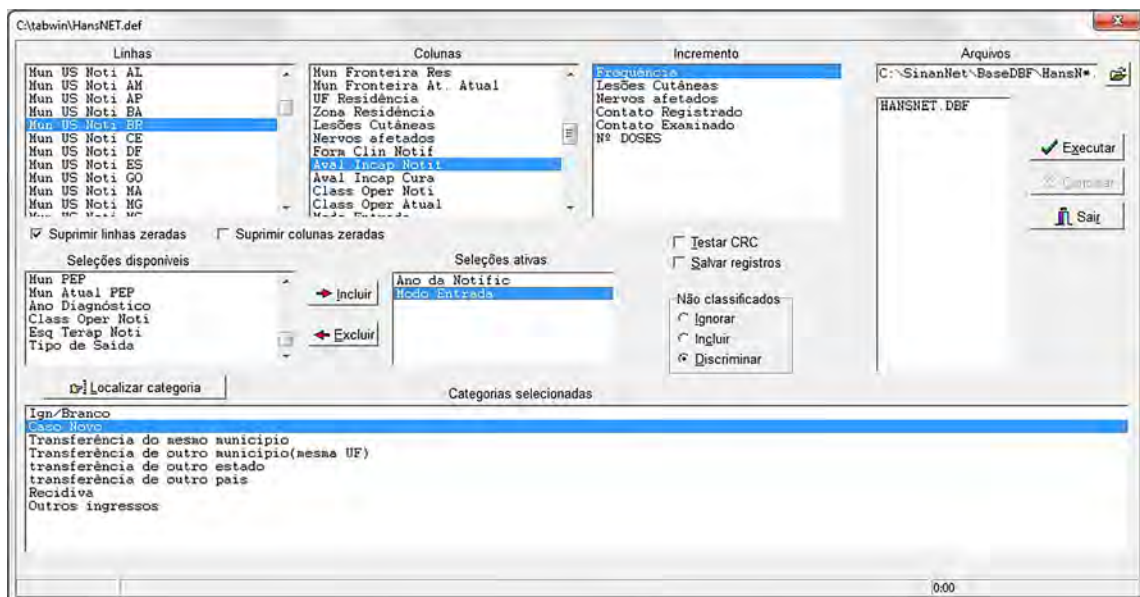 C:\tabwin\HansNET.def
Linhas
Mun US Noti AL
Mun US Noti AM
Mun US Noti AP
Mun US Noti BA
Mun US Noti BR
Mun US Noti CE
Mun US Noti DF
Mun US Noti ES
Mun US Noti GO
Mun US Noti MA
Mun US Noti MG
Colunas
Mun Fronteira Res
Mun Fronteira At. Atual
UF Residência
Zona Residência
Lesões Cutâneas
Nervos afetados
Form Clin Notif
Aval Incap Notif
Aval Incap Cura
Class Oper Noti
Class Oper Atual
Modo Entrada
Incremento
Frequência
Lesões Cutâneas
Nervos afetados
Contato Registrado
Contato Examinado
Nº DOSES
Arquivos
C:\SinanNet\BaseDBF\HansN*.
HANSNET.DBF
Executar
Cancelar
Sair
Suprimir linhas zeradas
Suprimir colunas zeradas
Seleções disponíveis
Mun PEP
Mun Atual PEP
Ano Diagnóstico
Class Oper Noti
Esq Terap Noti
Tipo de Saída
Incluir
Excluir
Seleções ativas
Ano da Notific
Modo Entrada
Testar CRC
Salvar registros
Não classificados
Ignorar
Incluir
Discriminar
Localizar categoria
Categorias selecionadas
Ign/Branco
Caso Novo
Transferência do mesmo município
Transferência de outro município(mesma UF)
transferência de outro estado
transferência de outro país
Recidiva
Outros ingressos
0:00